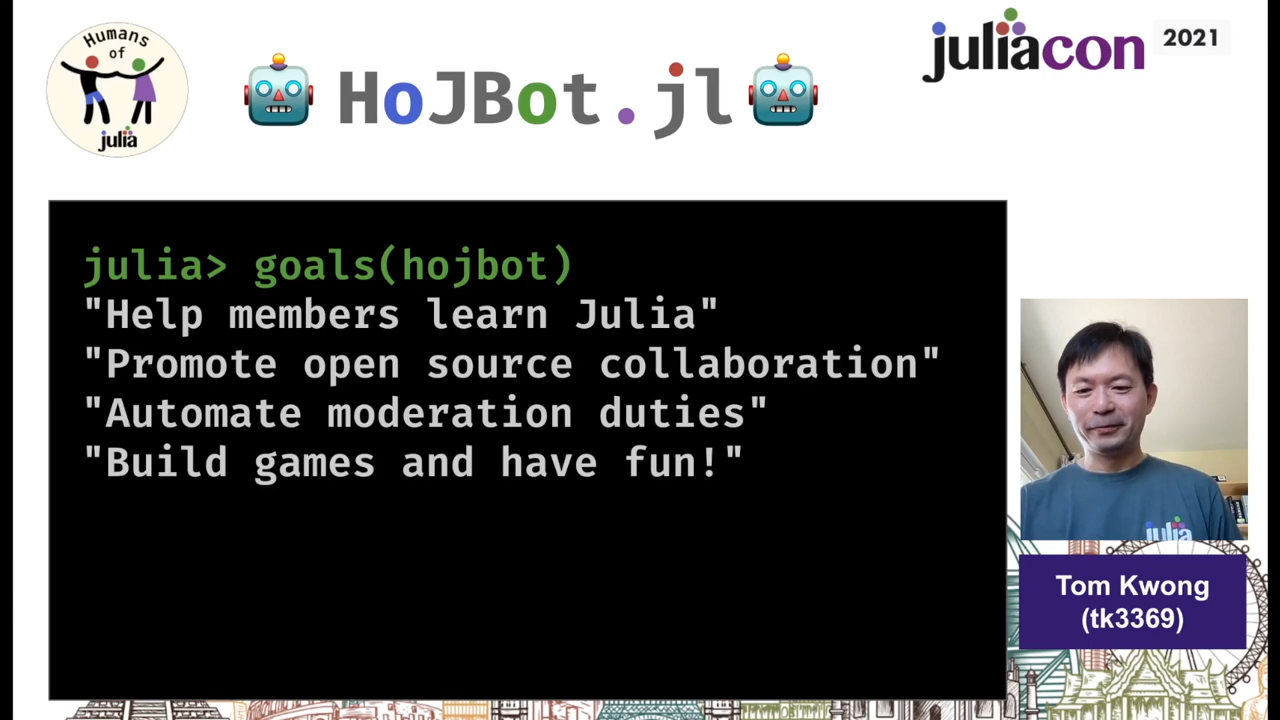 Humans
of
julia
HoJBot.jl
juliacon
2021
julia> goals(hojbot)
"Help members learn Julia"
"Promote open source collaboration"
"Automate moderation duties"
"Build games and have fun!"
julia
Tom Kwong
(tk3369)